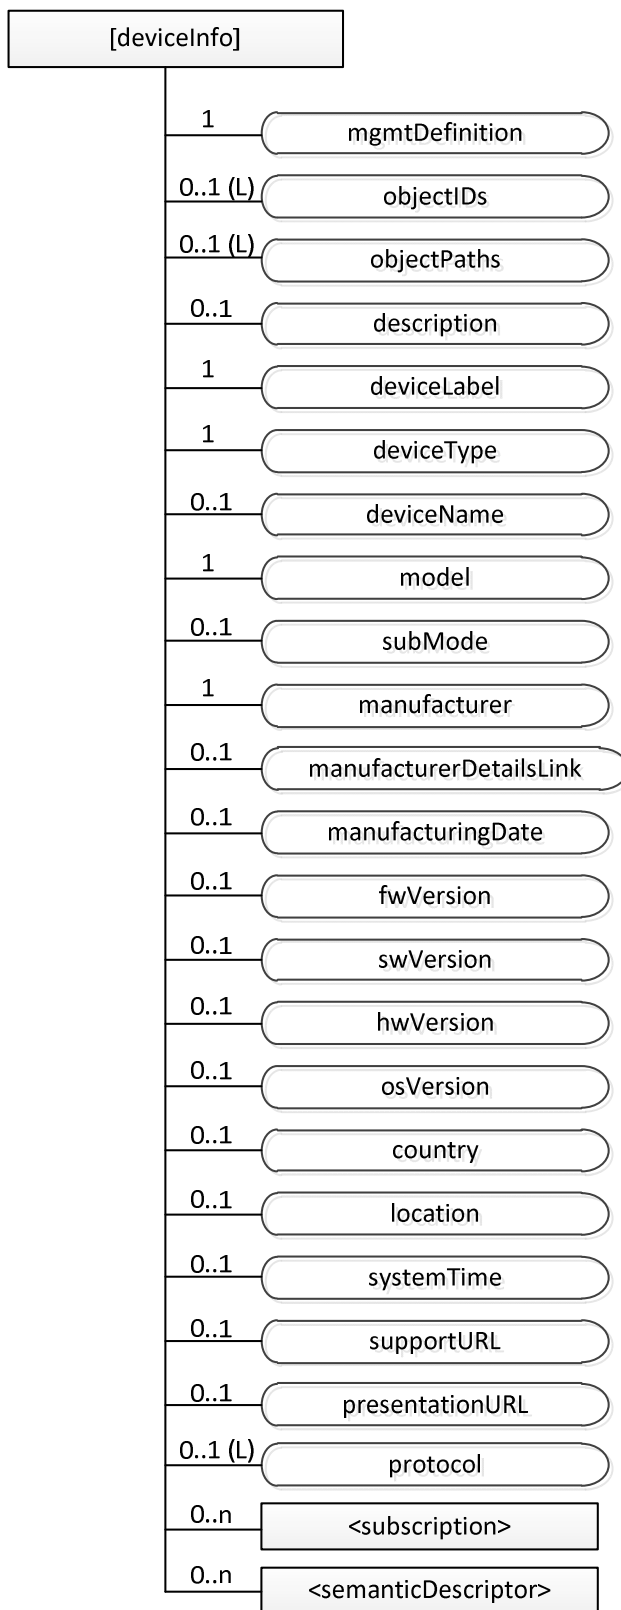 [deviceInfo]
1 mgmtDefinition
0..1 (L) objectIDs
0..1 (L) objectPaths
0..1 description
1 deviceLabel
1 deviceType
0..1 deviceName
1 model
0..1 subMode
1 manufacturer
0..1 manufacturerDetailsLink
0..1 manufacturingDate
0..1 fwVersion
0..1 swVersion
0..1 hwVersion
0..1 osVersion
0..1 country
0..1 location
0..1 systemTime
0..1 supportURL
0..1 presentationURL
0..1 (L) protocol
0..n <subscription>
0..n <semanticDescriptor>